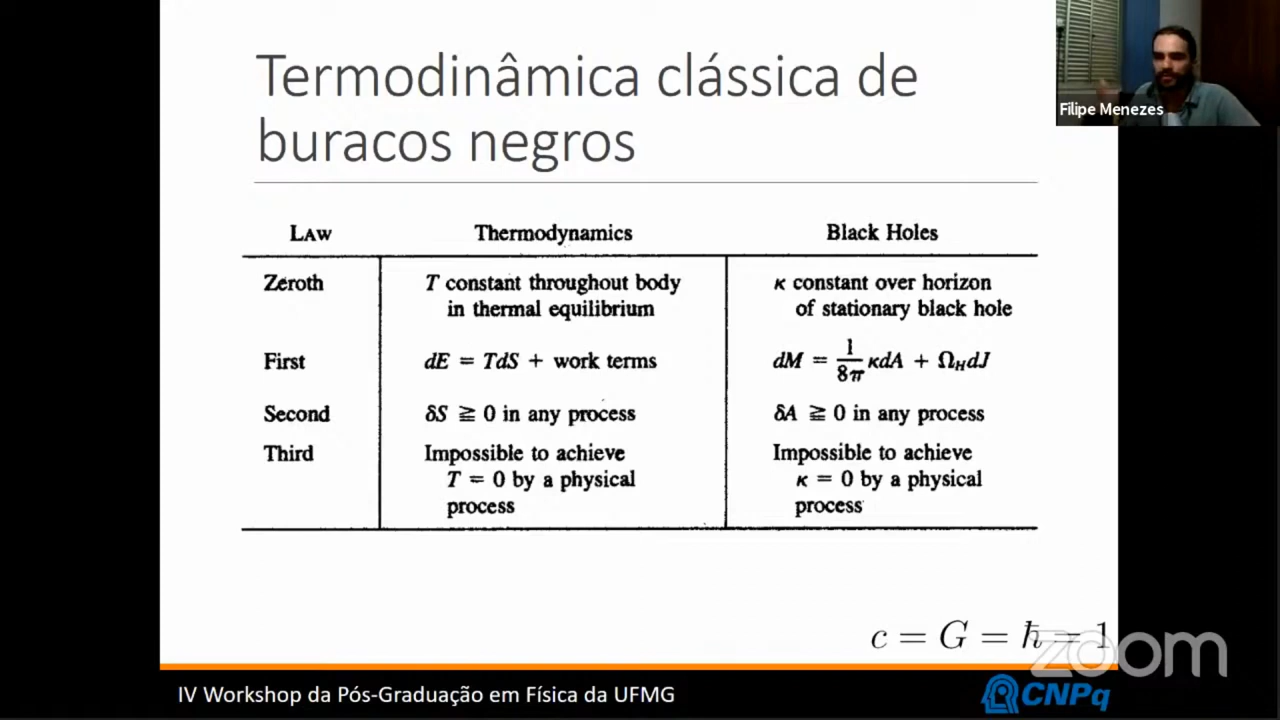 Termodinâmica clássica de
buracos negros
Filipe Menezes
LAW Thermodynamics Black Holes
Zeroth T constant throughout body κ constant over horizon
in thermal equilibrium of stationary black hole
First dE = TdS + work terms dM = 1/8π κdA + Ω_H dJ
Second δS ≧ 0 in any process δA ≧ 0 in any process
Third Impossible to achieve Impossible to achieve
T = 0 by a physical κ = 0 by a physical
process process
c = G = ħ = 1
zoom
IV Workshop da Pós-Graduação em Física da UFMG
CNPq